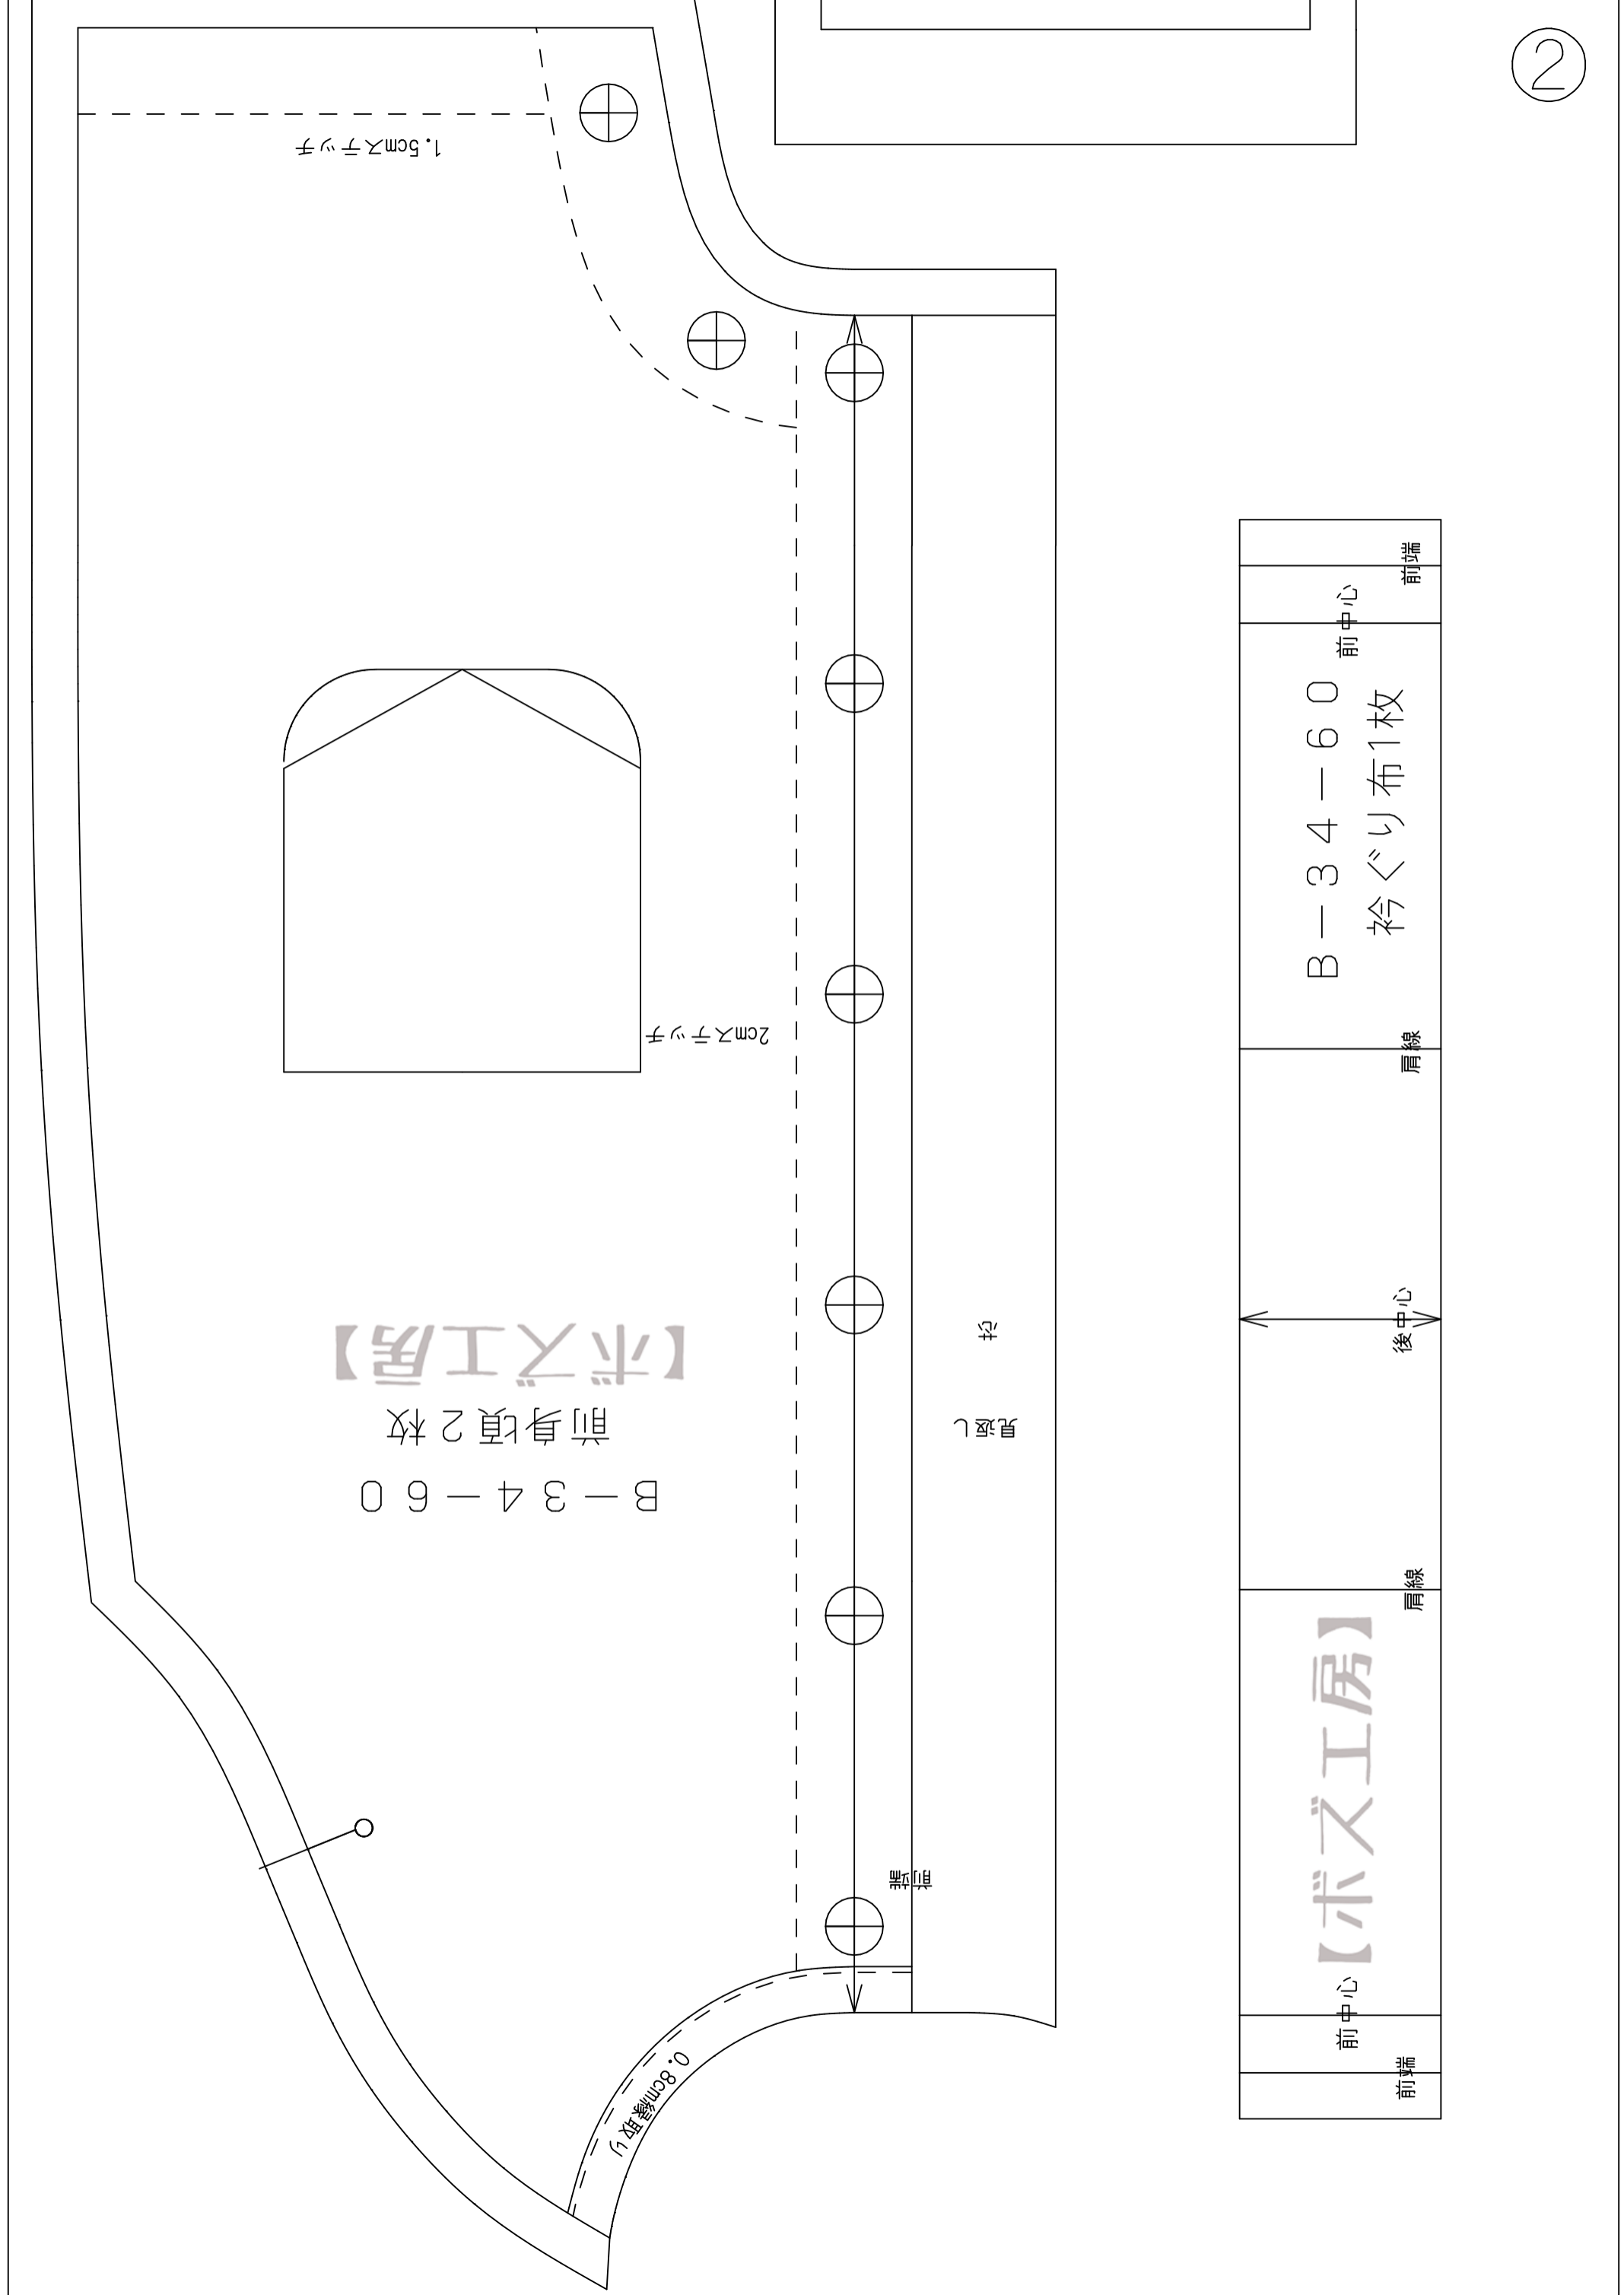 ②
1.5cmステッチ
2cmステッチ
B-34-60
前身頃2枚
【ボズ工房】
見返し
芯
前端
0.8cm縁取り
前端
前中心
B-34-60
衿ぐり布1枚
肩線
後中心
肩線
【ボズ工房】
前中心
前端